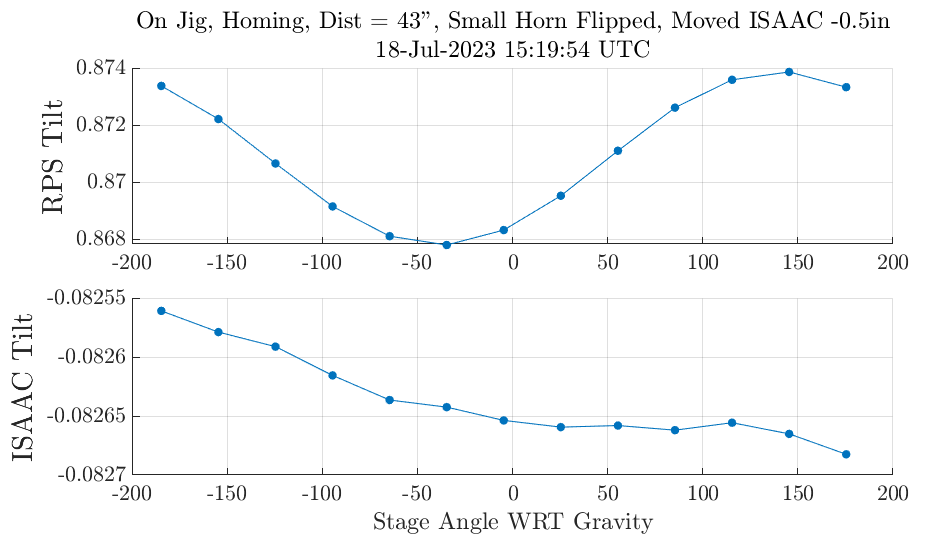 On Jig, Homing, Dist = 43”, Small Horn Flipped, Moved ISAAC -0.5in
18-Jul-2023 15:19:54 UTC
0.874
0.872
0.87
0.868
RPS Tilt
-200 -150 -100 -50 0 50 100 150 200
-0.08255
-0.0826
-0.08265
-0.0827
ISAAC Tilt
-200 -150 -100 -50 0 50 100 150 200
Stage Angle WRT Gravity